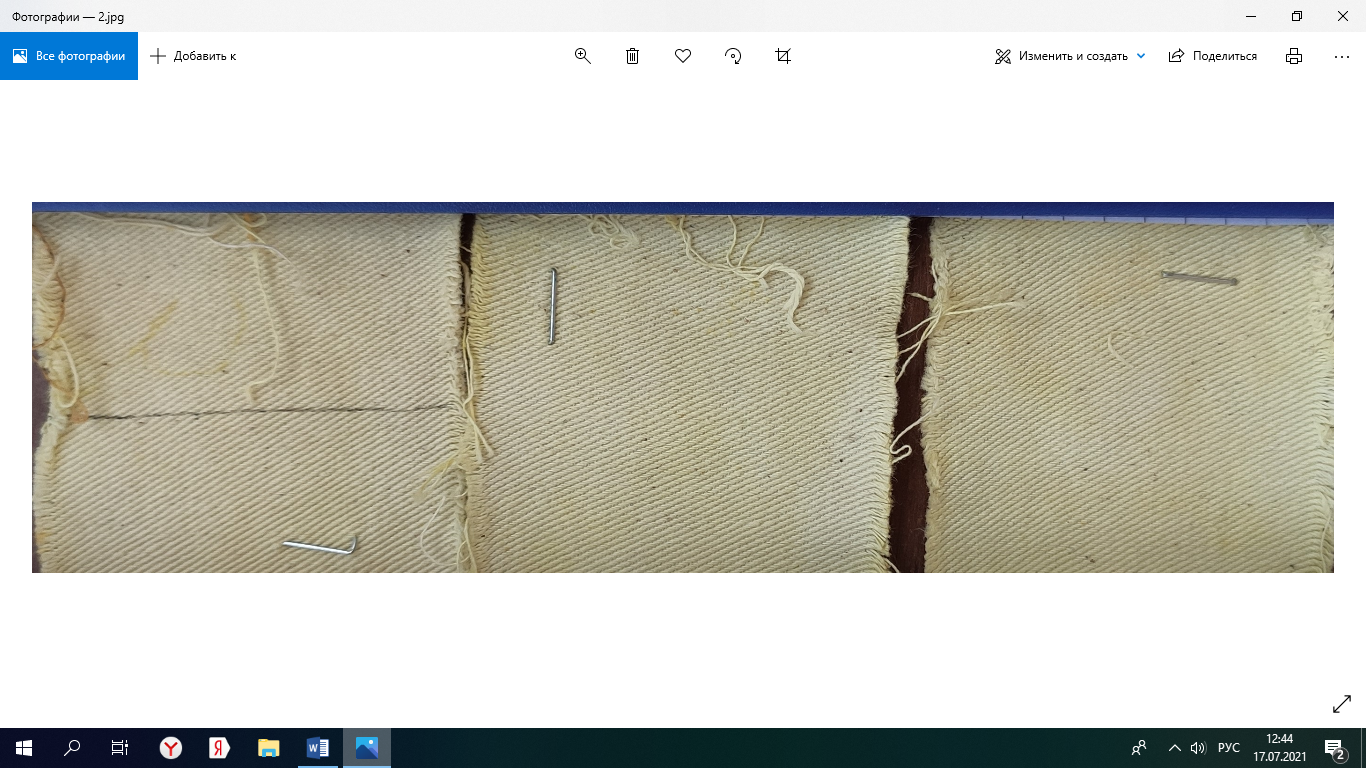 Фотографии — 2.jpg
Все фотографии
Добавить к
Изменить и создать
Поделиться
РУС
12:44
17.07.2021
2